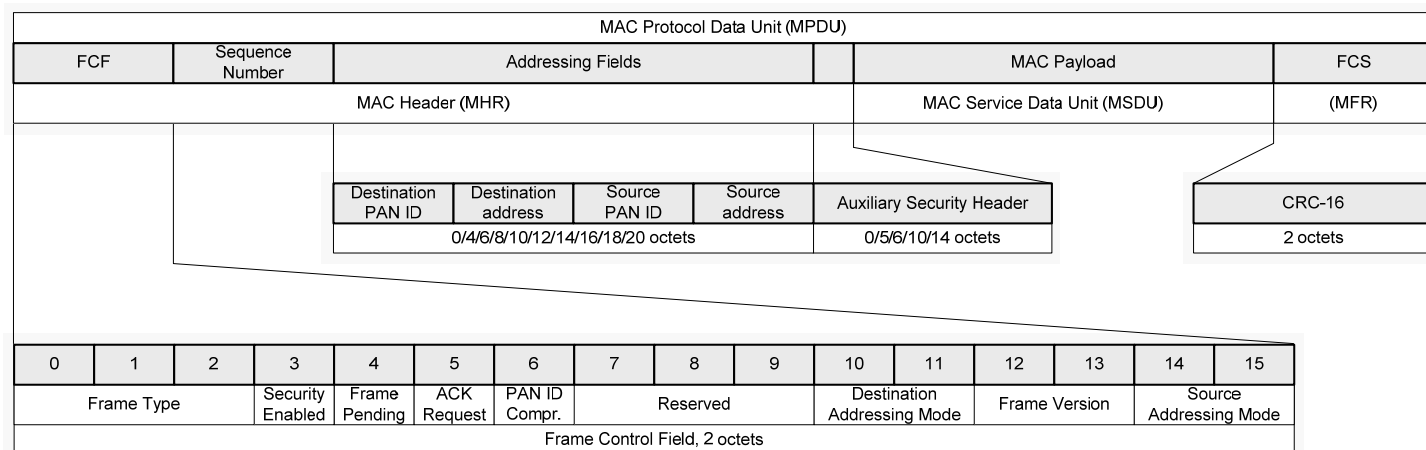 MAC Protocol Data Unit (MPDU)
FCF
Sequence
Number
Addressing Fields
MAC Payload
FCS
MAC Header (MHR)
MAC Service Data Unit (MSDU)
(MFR)
Destination
PAN ID
Destination
address
Source
PAN ID
Source
address
Auxiliary Security Header
CRC-16
0/4/6/8/10/12/14/16/18/20 octets
0/5/6/10/14 octets
2 octets
0 1 2 3 4 5 6 7 8 9 10 11 12 13 14 15
Frame Type
Security
Enabled
Frame
Pending
ACK
Request
PAN ID
Compr.
Reserved
Destination
Addressing Mode
Frame Version
Source
Addressing Mode
Frame Control Field, 2 octets